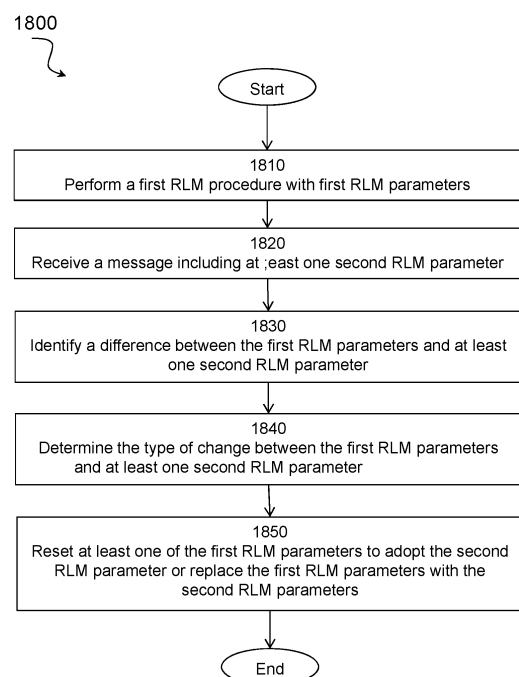 1800
Start
1810
Perform a first RLM procedure with first RLM parameters
1820
Receive a message including at ;east one second RLM parameter
1830
Identify a difference between the first RLM parameters and at least
one second RLM parameter
1840
Determine the type of change between the first RLM parameters
and at least one second RLM parameter
1850
Reset at least one of the first RLM parameters to adopt the second
RLM parameter or replace the first RLM parameters with the
second RLM parameters
End